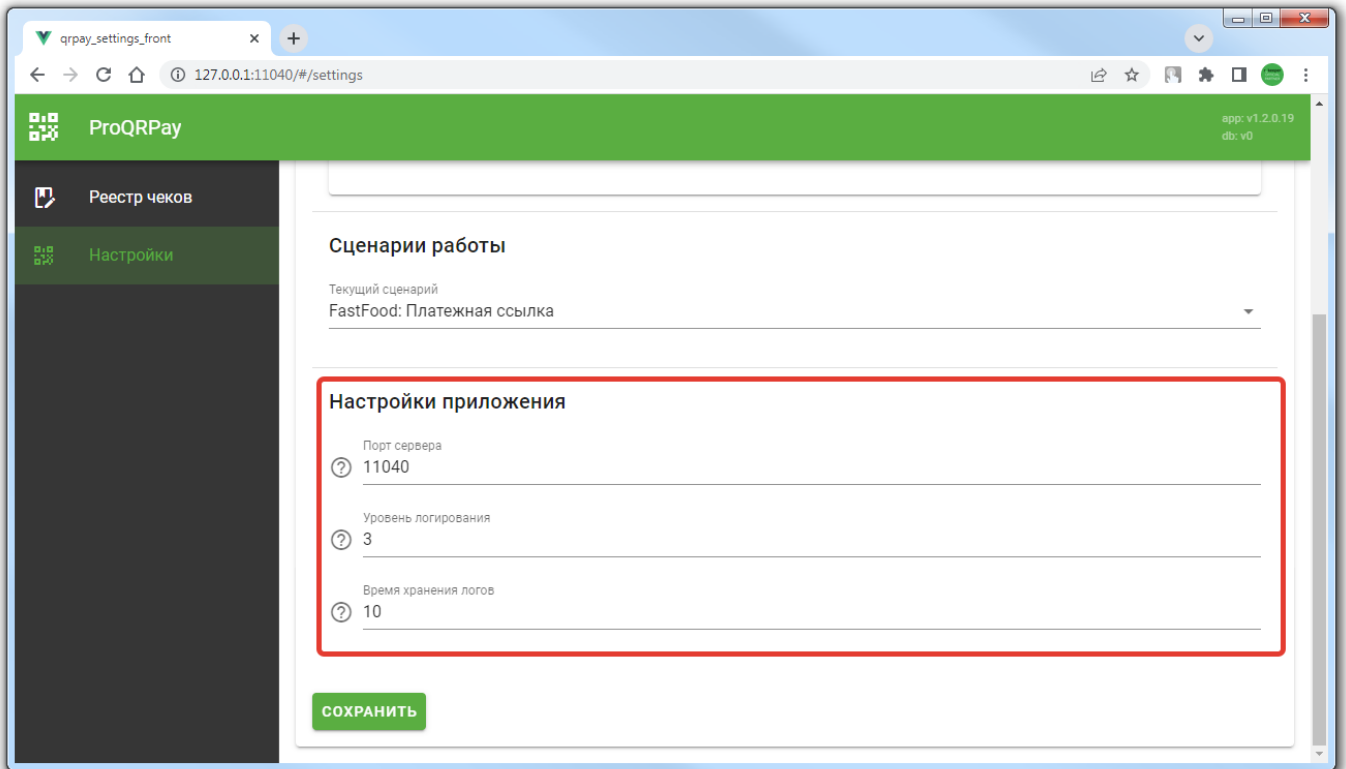 qrpay_settings_front
127.0.0.1:11040/#/settings
ProQRPay
app: v1.2.0.19
db: v0
Реестр чеков
Настройки
Сценарии работы
Текущий сценарий
FastFood: Платежная ссылка
Настройки приложения
Порт сервера
11040
Уровень логирования
3
Время хранения логов
10
СОХРАНИТЬ